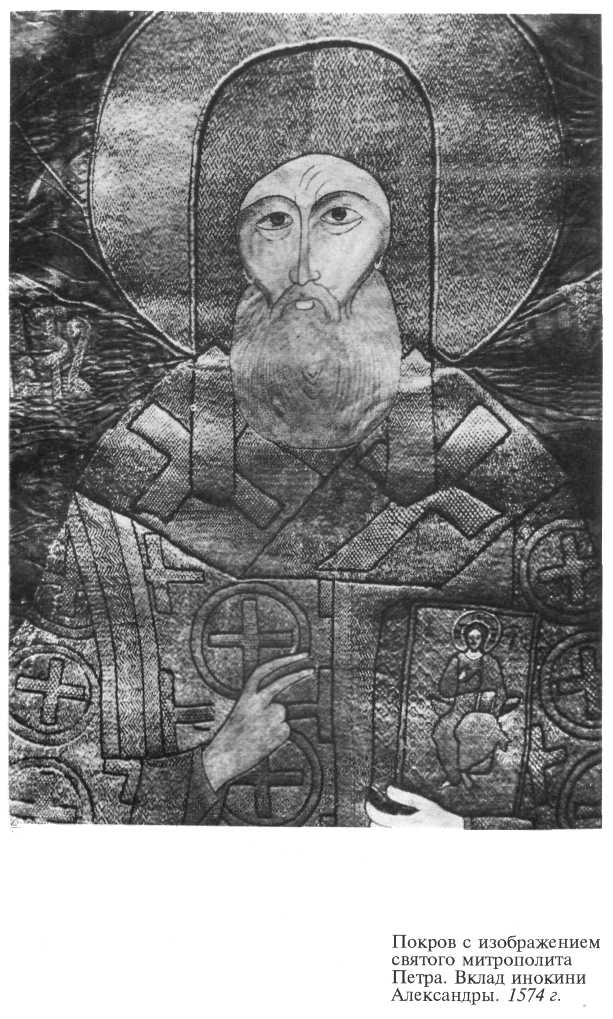 Покров с изображением
святого митрополита
Петра. Вклад инокини
Александры. 1574 г.